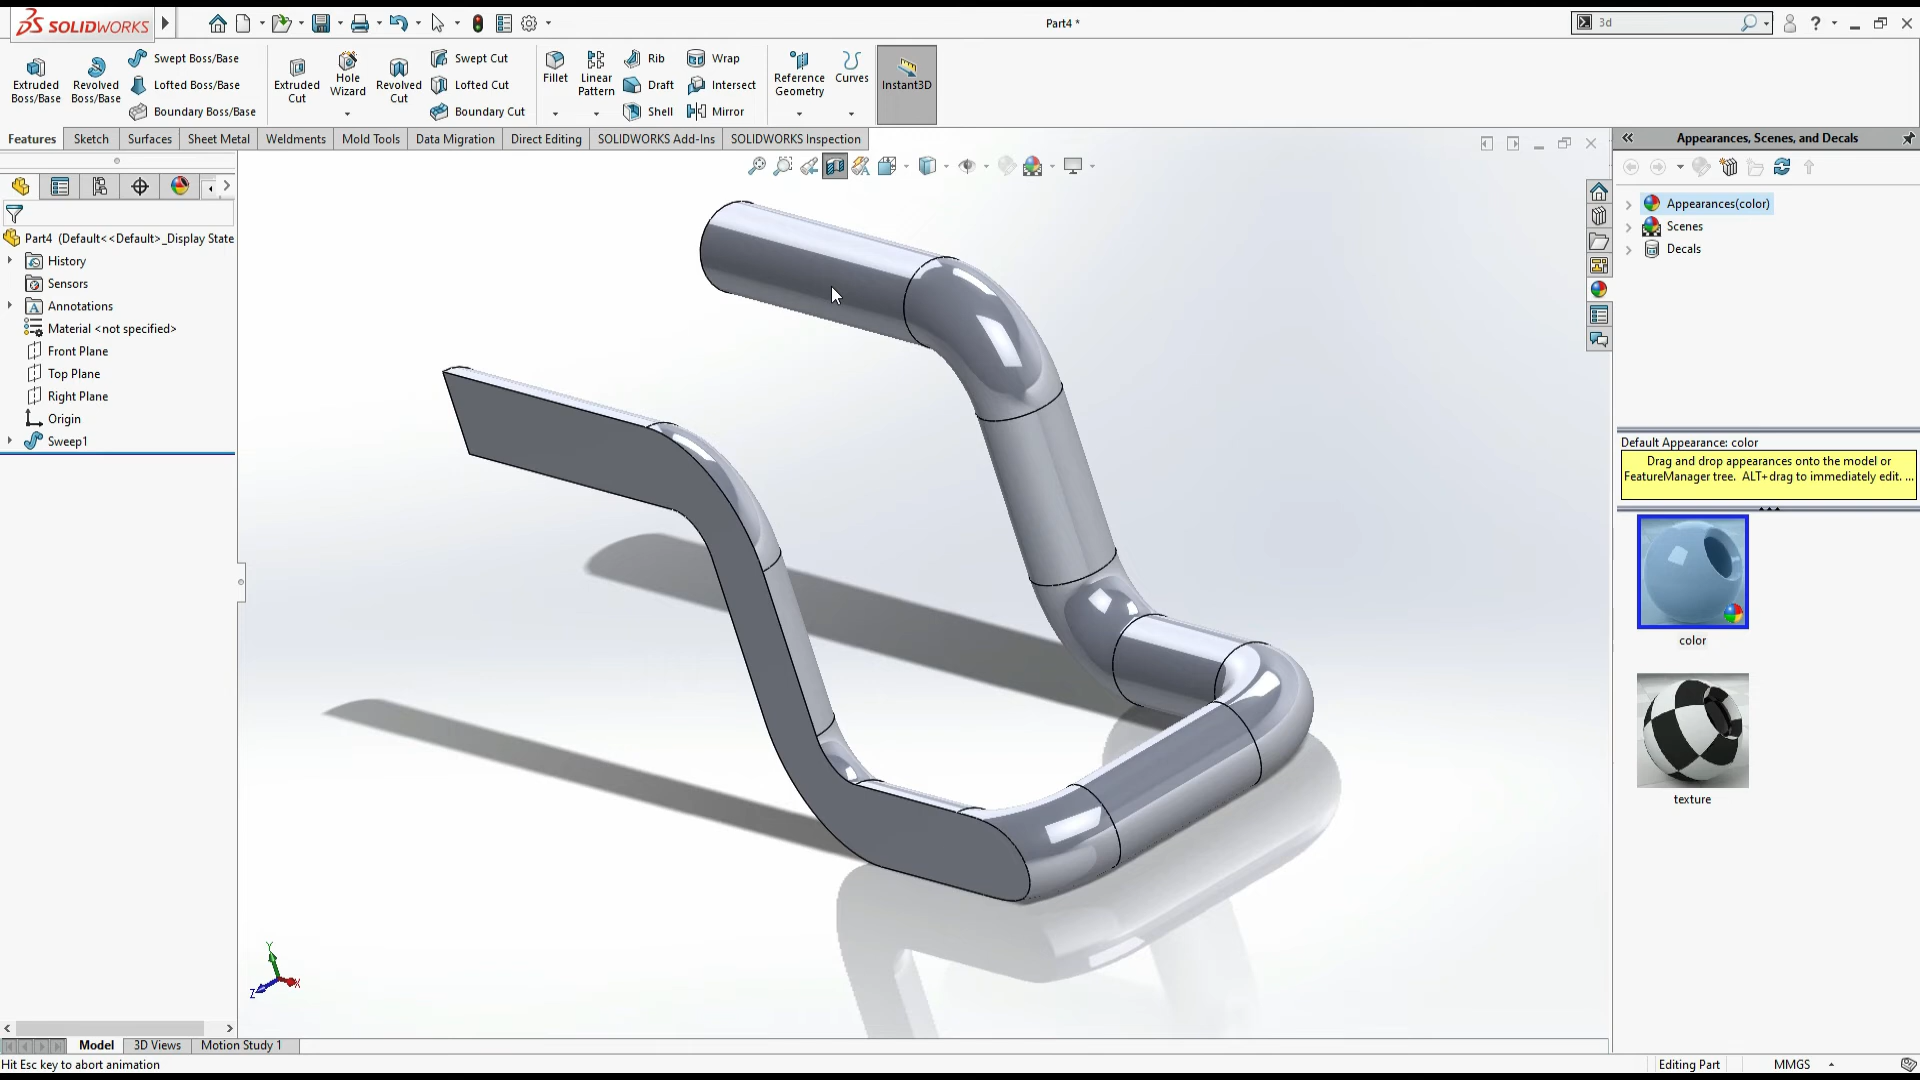 SOLIDWORKS
Part4 *
3d
Extruded Boss/Base
Revolved Boss/Base
Swept Boss/Base
Lofted Boss/Base
Boundary Boss/Base
Extruded Cut
Hole Wizard
Revolved Cut
Swept Cut
Lofted Cut
Boundary Cut
Fillet
Linear Pattern
Rib
Draft
Shell
Wrap
Intersect
Mirror
Reference Geometry
Curves
Instant3D
Features Sketch Surfaces Sheet Metal Weldments Mold Tools Data Migration Direct Editing SOLIDWORKS Add-Ins SOLIDWORKS Inspection
Part4 (Default<<Default>_Display State
History
Sensors
Annotations
Material <not specified>
Front Plane
Top Plane
Right Plane
Origin
Sweep1
Y
Z
X
Appearances, Scenes, and Decals
Appearances(color)
Scenes
Decals
Default Appearance: color
Drag and drop appearances onto the model or
FeatureManager tree. ALT+drag to immediately edit. ...
color
texture
Model 3D Views Motion Study 1
Hit Esc key to abort animation
Editing Part
MMGS